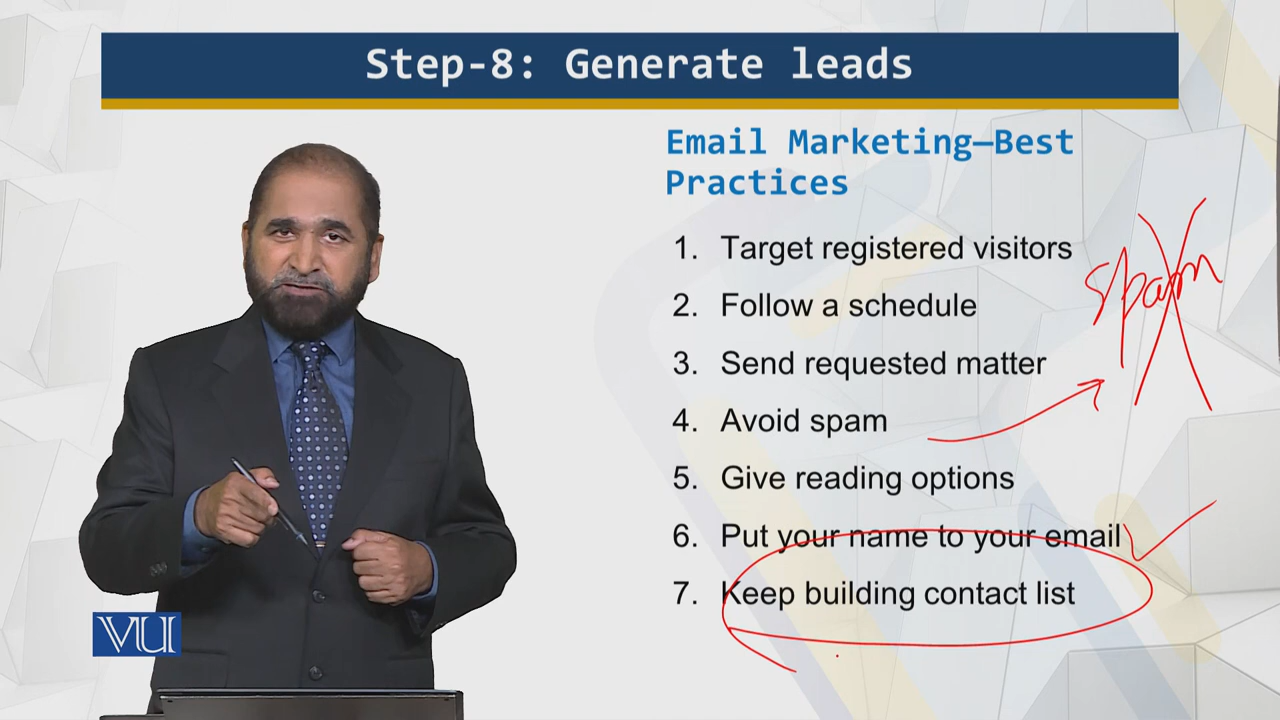 Step-8: Generate leads
Email Marketing—Best
Practices
1. Target registered visitors
2. Follow a schedule
3. Send requested matter
4. Avoid spam
5. Give reading options
6. Put your name to your email
7. Keep building contact list
spam
VU